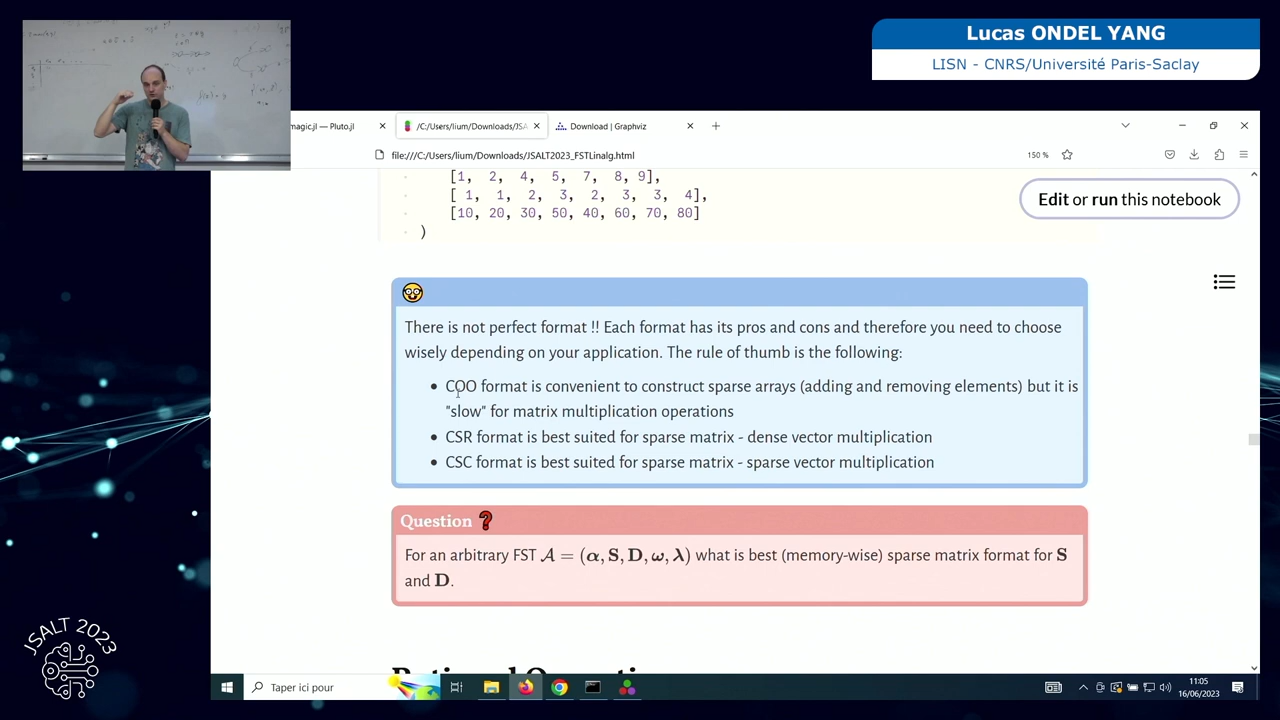 Lucas ONDEL YANG
LISN - CNRS/Université Paris-Saclay
magic.jl — Pluto.jl
/C:/Users/lium/Downloads/JSA
Download | Graphviz
file:///C:/Users/lium/Downloads/JSALT2023_FSTLinalg.html
150 %
[1, 2, 4, 5, 7, 8, 9],
[ 1, 1, 2, 3, 2, 3, 3, 4],
[10, 20, 30, 50, 40, 60, 70, 80]
)
Edit or run this notebook
There is not perfect format !! Each format has its pros and cons and therefore you need to choose
wisely depending on your application. The rule of thumb is the following:
• COO format is convenient to construct sparse arrays (adding and removing elements) but it is
"slow" for matrix multiplication operations
• CSR format is best suited for sparse matrix - dense vector multiplication
• CSC format is best suited for sparse matrix - sparse vector multiplication
Question ❓
For an arbitrary FST 𝒜 = (α, S, D, ω, λ) what is best (memory-wise) sparse matrix format for S
and D.
JSALT 2023
Taper ici pour
11:05
16/06/2023